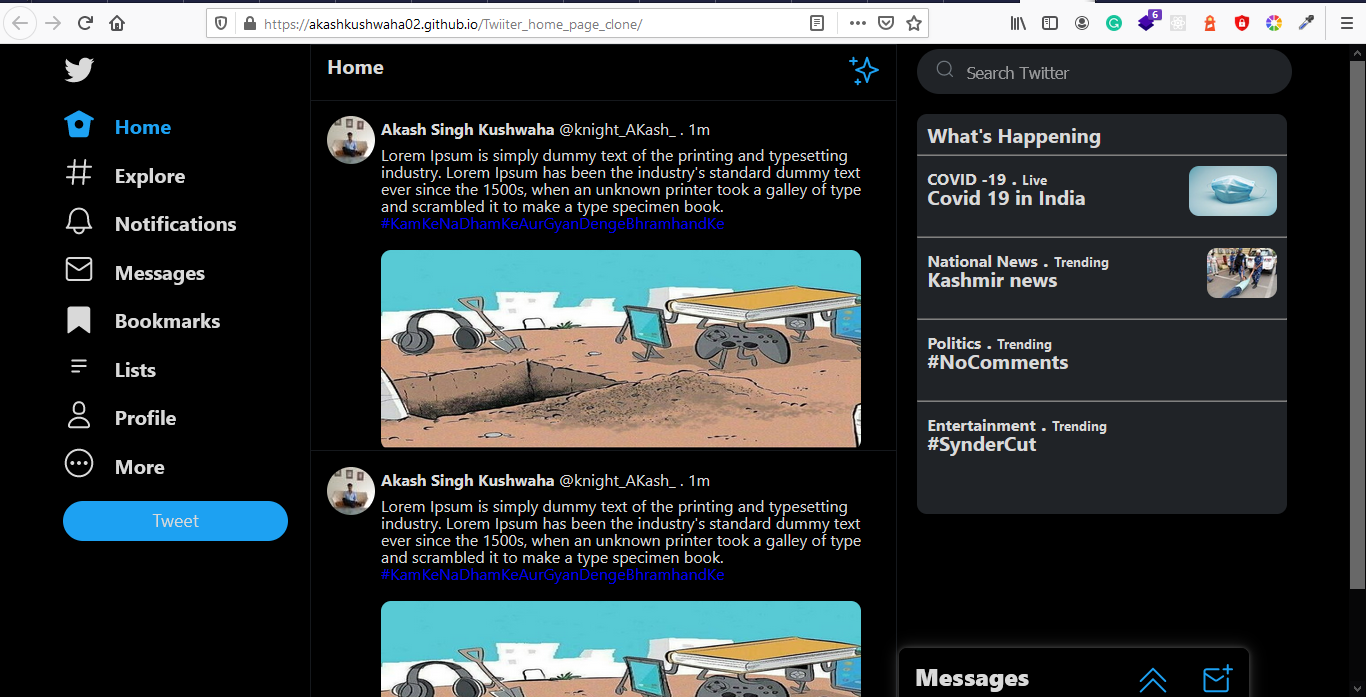 https://akashkushwaha02.github.io/Twiiter_home_page_clone/
6
Home
Explore
Notifications
Messages
Bookmarks
Lists
Profile
More
Tweet
Home
Akash Singh Kushwaha @knight_AKash_ . 1m
Lorem Ipsum is simply dummy text of the printing and typesetting
industry. Lorem Ipsum has been the industry's standard dummy text
ever since the 1500s, when an unknown printer took a galley of type
and scrambled it to make a type specimen book.
#KamKeNaDhamKeAurGyanDengeBhramhandKe
Akash Singh Kushwaha @knight_AKash_ . 1m
Lorem Ipsum is simply dummy text of the printing and typesetting
industry. Lorem Ipsum has been the industry's standard dummy text
ever since the 1500s, when an unknown printer took a galley of type
and scrambled it to make a type specimen book.
#KamKeNaDhamKeAurGyanDengeBhramhandKe
Search Twitter
What's Happening
COVID -19 . Live
Covid 19 in India
National News . Trending
Kashmir news
Politics . Trending
#NoComments
Entertainment . Trending
#SynderCut
Messages